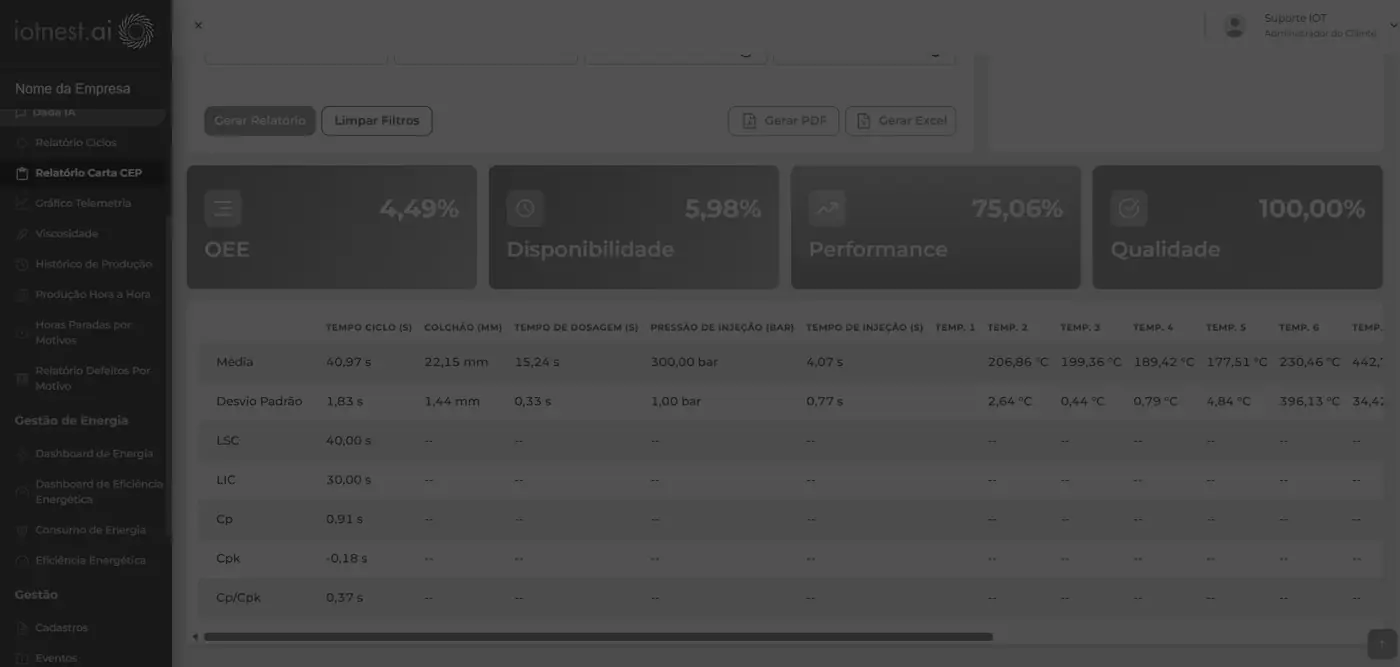 iotnest.ai
×
Suporte IOT
Administrador do Cliente
Nome da Empresa
Dada IA
Relatório Ciclos
Relatório Carta CEP
Gráfico Telemetria
Viscosidade
Histórico de Produção
Produção Hora a Hora
Horas Paradas por
Motivos
Relatório Defeitos Por
Motivo
Gestão de Energia
Dashboard de Energia
Dashboard de Eficiência
Energética
Consumo de Energia
Eficiência Energética
Gestão
Cadastros
Eventos
Gerar Relatório Limpar Filtros Gerar PDF Gerar Excel
4,49%
OEE
5,98%
Disponibilidade
75,06%
Performance
100,00%
Qualidade
TEMPO CICLO (S) COLCHÃO (MM) TEMPO DE DOSAGEM (S) PRESSÃO DE INJEÇÃO (BAR) TEMPO DE INJEÇÃO (S) TEMP. 1 TEMP. 2 TEMP. 3 TEMP. 4 TEMP. 5 TEMP. 6 TEMP.
Média 40,97 s 22,15 mm 15,24 s 300,00 bar 4,07 s 206,86 °C 199,36 °C 189,42 °C 177,51 °C 230,46 °C 442,
Desvio Padrão 1,83 s 1,44 mm 0,33 s 1,00 bar 0,77 s 2,64 °C 0,44 °C 0,79 °C 4,84 °C 396,13 °C 34,42
LSC 40,00 s -- -- -- -- -- -- -- -- -- --
LIC 30,00 s -- -- -- -- -- -- -- -- -- --
Cp 0,91 s -- -- -- -- -- -- -- -- -- --
Cpk -0,18 s -- -- -- -- -- -- -- -- -- --
Cp/Cpk 0,37 s -- -- -- -- -- -- -- -- -- --